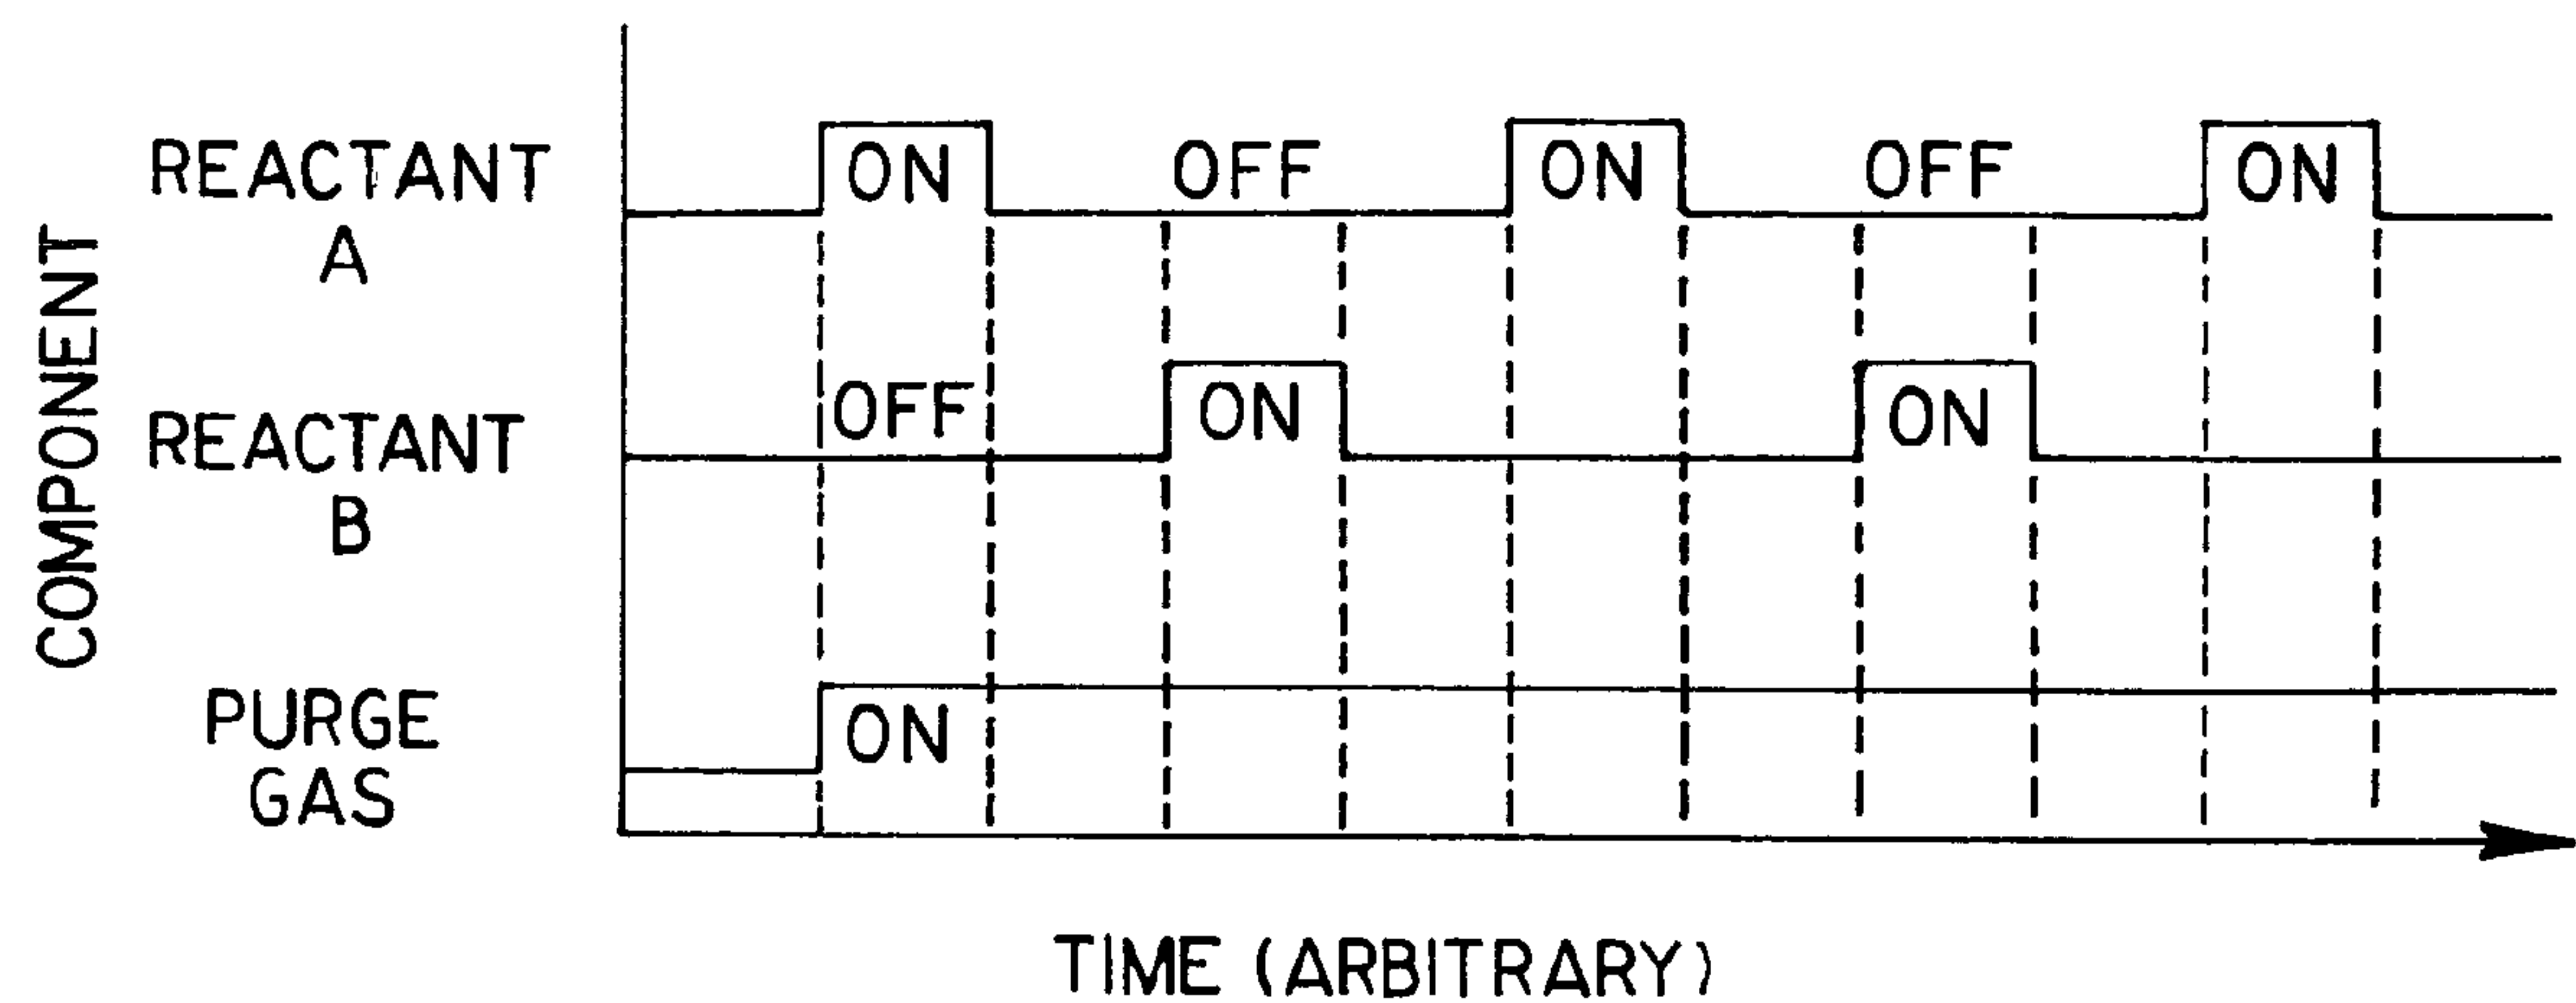 COMPONENT
REACTANT
A
ON
OFF
ON
OFF
ON
REACTANT
B
OFF
ON
ON
PURGE
GAS
ON
TIME (ARBITRARY)